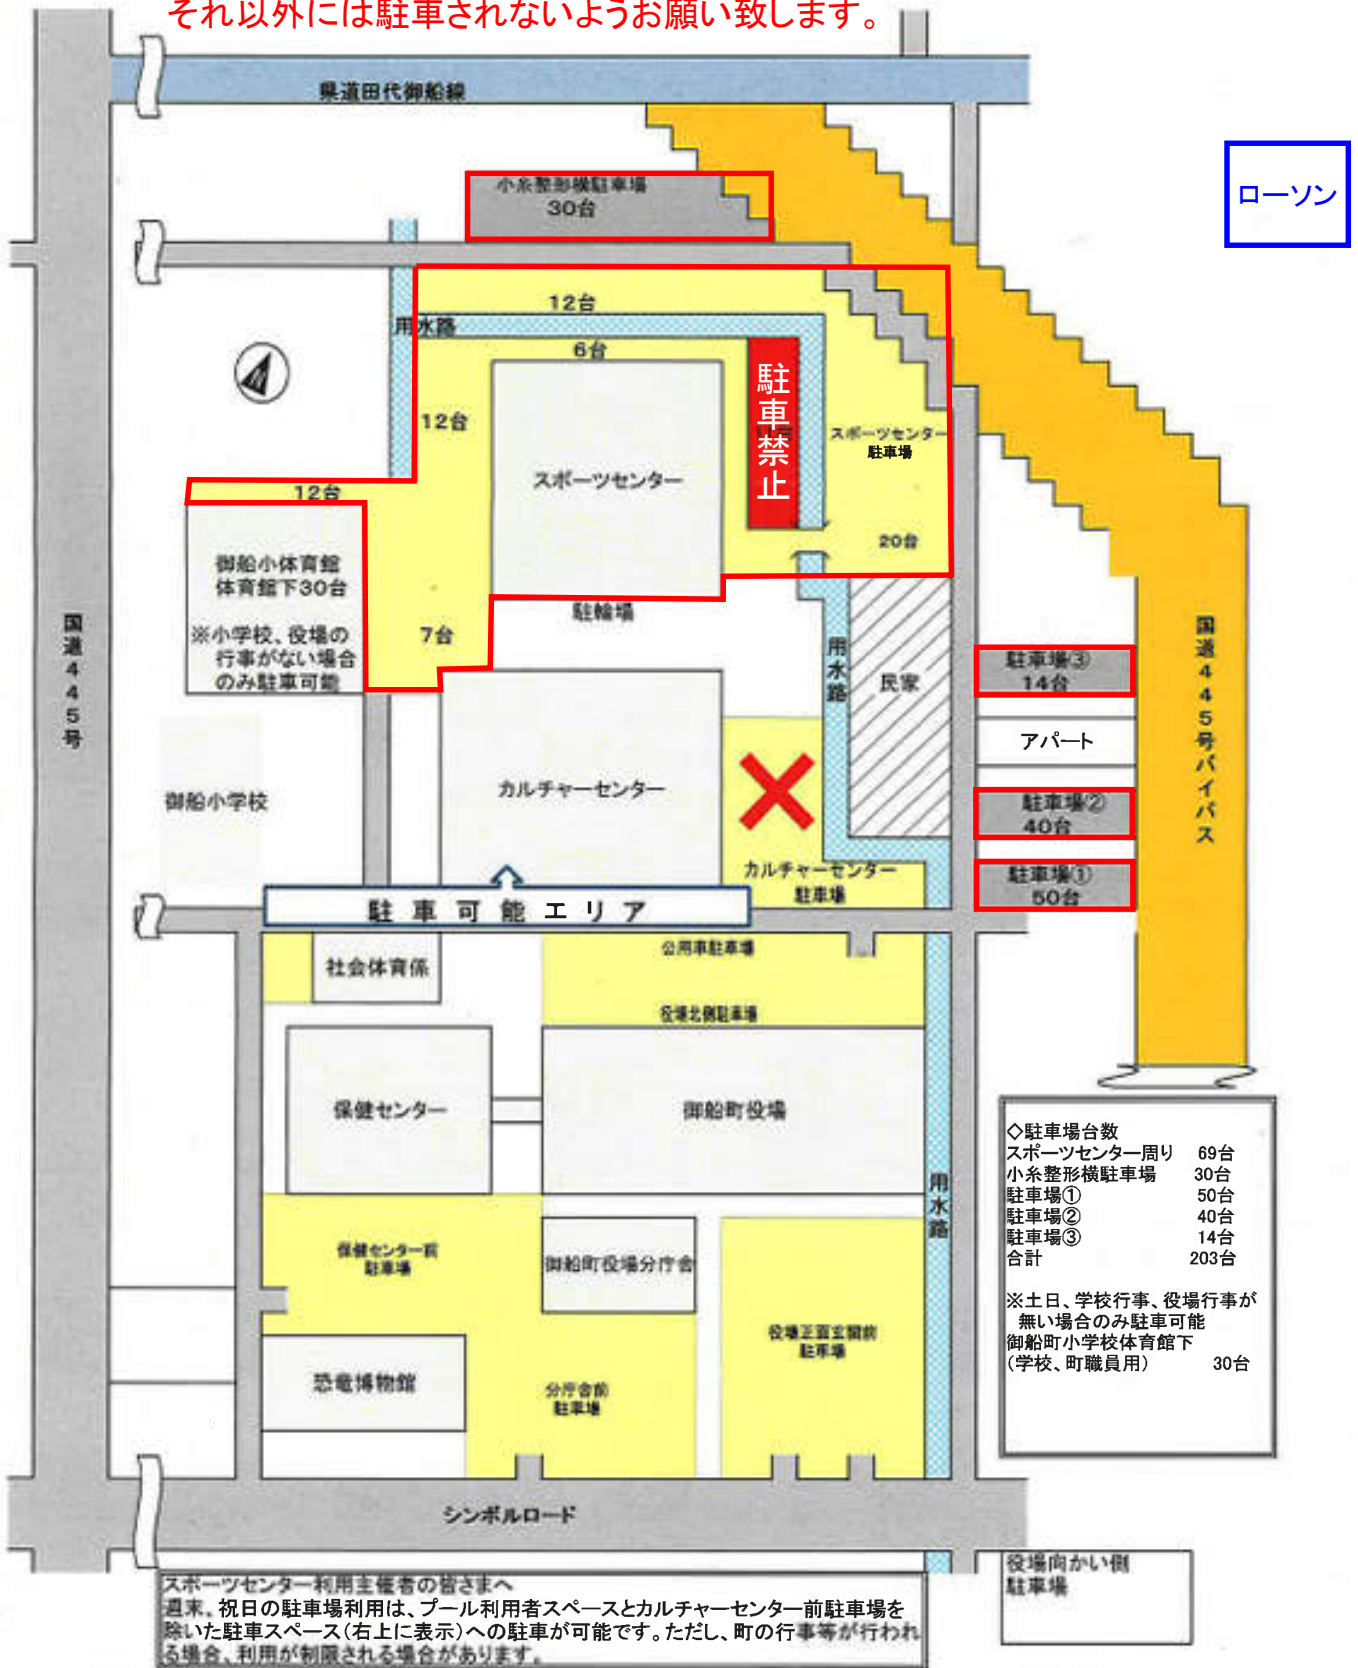 それ以外には駐車されないようお願い致します。
県道田代御船線
ローソン
小糸整形横駐車場
30台
12台
用水路
6台
駐車禁止
12台
スポーツセンター
駐車場
スポーツセンター
12台
20台
御船小体育館
体育館下30台
※小学校、役場の
行事がない場合
のみ駐車可能
7台
駐輪場
国道445号
用水路
民家
駐車場③
14台
国道445号バイパス
アパート
御船小学校
カルチャーセンター
駐車場②
40台
カルチャーセンター
駐車場
駐車場①
50台
駐車可能エリア
公用車駐車場
社会体育係
役場北側駐車場
保健センター
御船町役場
用水路
◇駐車場台数
スポーツセンター周り 69台
小糸整形横駐車場 30台
駐車場① 50台
駐車場② 40台
駐車場③ 14台
合計 203台
※土日、学校行事、役場行事が
無い場合のみ駐車可能
御船町小学校体育館下
(学校、町職員用) 30台
保健センター前
駐車場
御船町役場分庁舎
役場正面玄関前
駐車場
恐竜博物館
分庁舎前
駐車場
シンボルロード
役場向かい側
駐車場
スポーツセンター利用主催者の皆さまへ
週末、祝日の駐車場利用は、プール利用者スペースとカルチャーセンター前駐車場を
除いた駐車スペース(右上に表示)への駐車が可能です。ただし、町の行事等が行われ
る場合、利用が制限される場合があります。